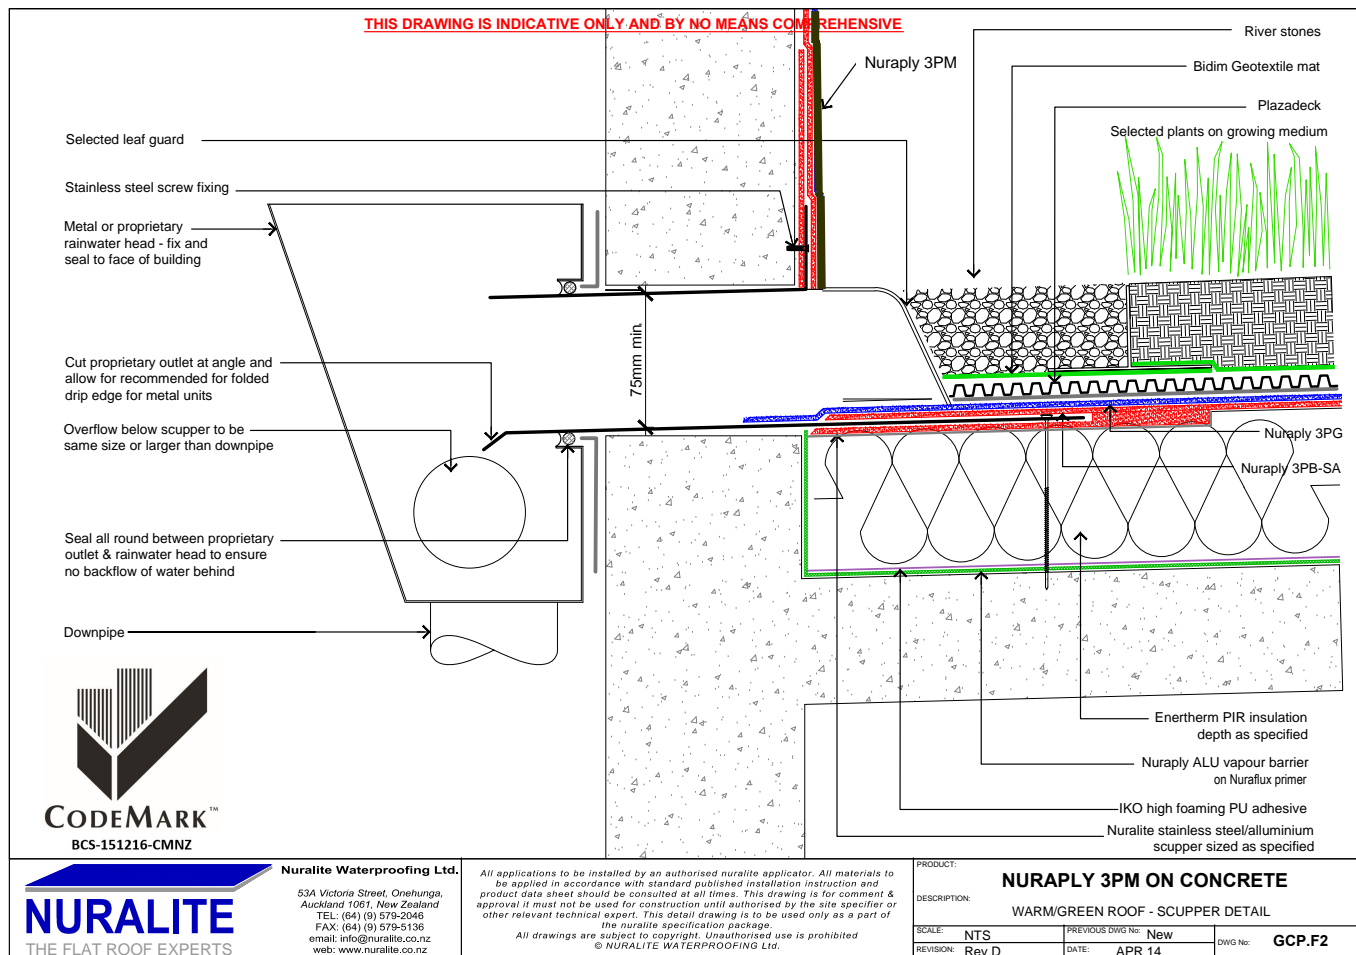 THIS DRAWING IS INDICATIVE ONLY AND BY NO MEANS COMPREHENSIVE
River stones
Nuraply 3PM
Bidim Geotextile mat
Plazadeck
Selected plants on growing medium
Selected leaf guard
Stainless steel screw fixing
Metal or proprietary
rainwater head - fix and
seal to face of building
75mm min.
Cut proprietary outlet at angle and
allow for recommended for folded
drip edge for metal units
Overflow below scupper to be
same size or larger than downpipe
Nuraply 3PG
Nuraply 3PB-SA
Seal all round between proprietary
outlet & rainwater head to ensure
no backflow of water behind
Downpipe
Enertherm PIR insulation
depth as specified
Nuraply ALU vapour barrier
on Nuraflux primer
IKO high foaming PU adhesive
Nuralite stainless steel/alluminium
scupper sized as specified
CODEMARK™
BCS-151216-CMNZ
NURALITE
THE FLAT ROOF EXPERTS
Nuralite Waterproofing Ltd.
53A Victoria Street, Onehunga,
Auckland 1061, New Zealand
TEL: (64) (9) 579-2046
FAX: (64) (9) 579-5136
email: info@nuralite.co.nz
web: www.nuralite.co.nz
All applications to be installed by an authorised nuralite applicator. All materials to
be applied in accordance with standard published installation instruction and
product data sheet should be consulted at all times. This drawing is for comment &
approval it must not be used for construction until authorised by the site specifier or
other relevant technical expert. This detail drawing is to be used only as a part of
the nuralite specification package.
All drawings are subject to copyright. Unauthorised use is prohibited
© NURALITE WATERPROOFING Ltd.
PRODUCT:
NURAPLY 3PM ON CONCRETE
DESCRIPTION:
WARM/GREEN ROOF - SCUPPER DETAIL
SCALE: NTS
PREVIOUS DWG No: New
REVISION: Rev D
DATE: APR 14
DWG No: GCP.F2